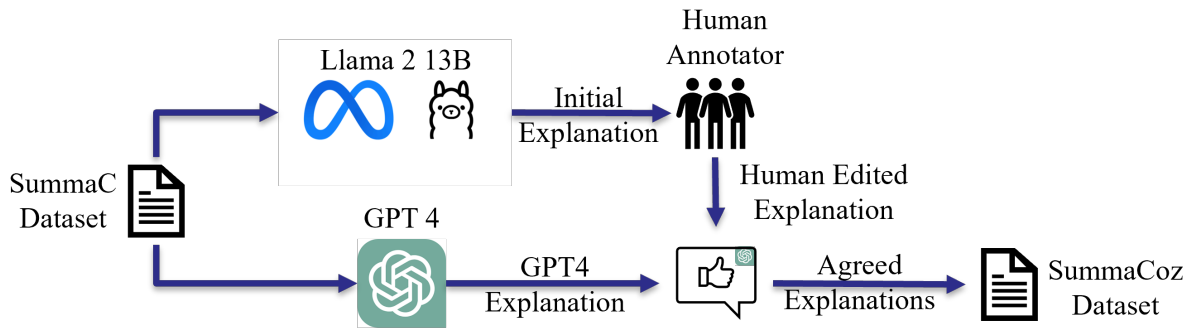 Llama 2 13B
Human
Annotator
Initial
Explanation
SummaC
Dataset
Human Edited
Explanation
GPT 4
GPT4
Explanation
Agreed
Explanations
SummaCoz
Dataset